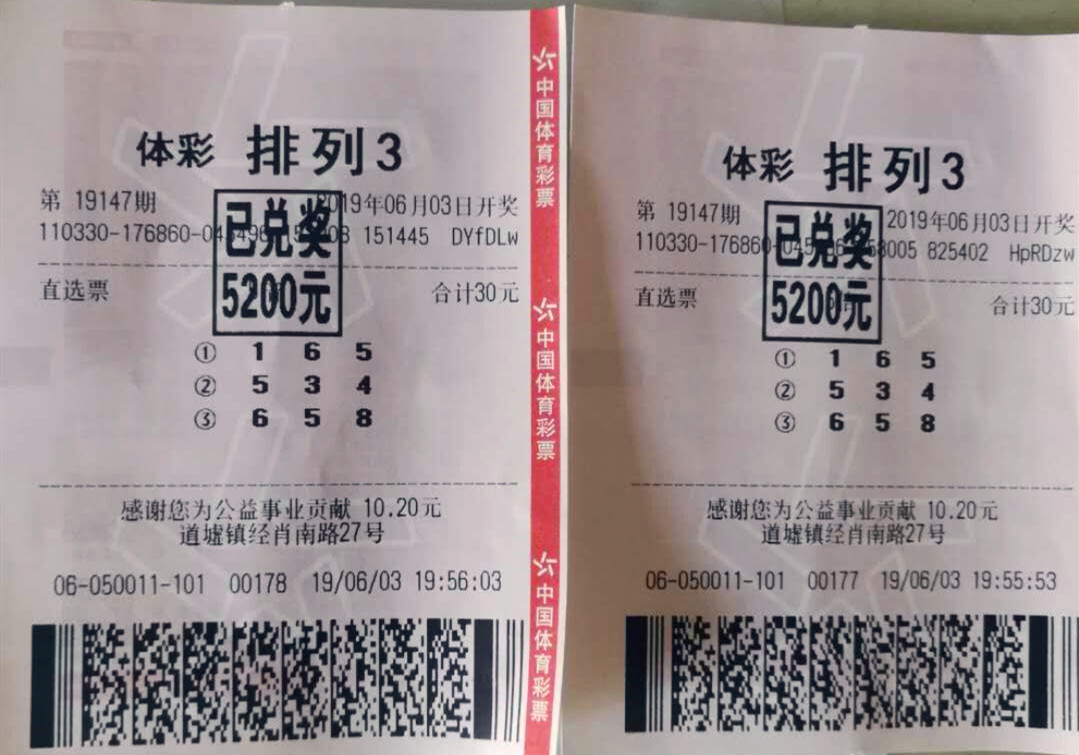 体彩 排列3
第 19147期 2019年06月03日开奖
110330-176860- 151445 DYfDLW
已兑奖
5200元
直选票 合计30元
① 1 6 5
② 5 3 4
③ 6 5 8
感谢您为公益事业贡献 10.20元
道墟镇经肖南路27号
06-050011-101 00178 19/06/03 19:56:03
中国体育彩票
中国体育彩票
中国体育彩票
体彩 排列3
第 19147期 2019年06月03日开奖
110330-176860- 825402 HpRDzw
已兑奖
5200元
直选票 合计30元
① 1 6 5
② 5 3 4
③ 6 5 8
感谢您为公益事业贡献 10.20元
道墟镇经肖南路27号
06-050011-101 00177 19/06/03 19:55:53